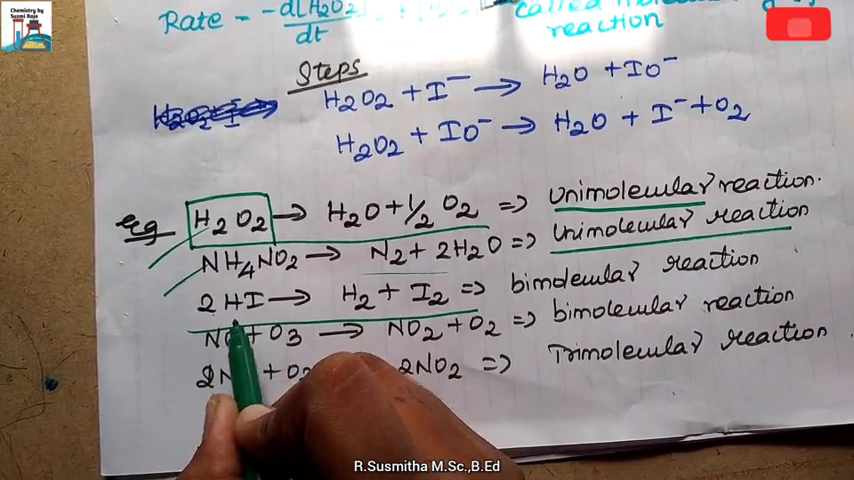 Chemistry by
Susmi Raja
Rate = -d[H2O2]
dt
reaction
Steps
H2O2 + I⁻ → H2O + IO⁻
H2O2 + IO⁻ → H2O + I⁻ + O2
eg H2O2 → H2O + 1/2 O2 => Unimolecular reaction.
NH4NO2 → N2 + 2H2O => Unimolecular reaction
2HI → H2 + I2 => bimolecular reaction
NO + O3 → NO2 + O2 => bimolecular reaction
2N + O2 2NO2 => Trimolecular reaction
R.Susmitha M.Sc.,B.Ed